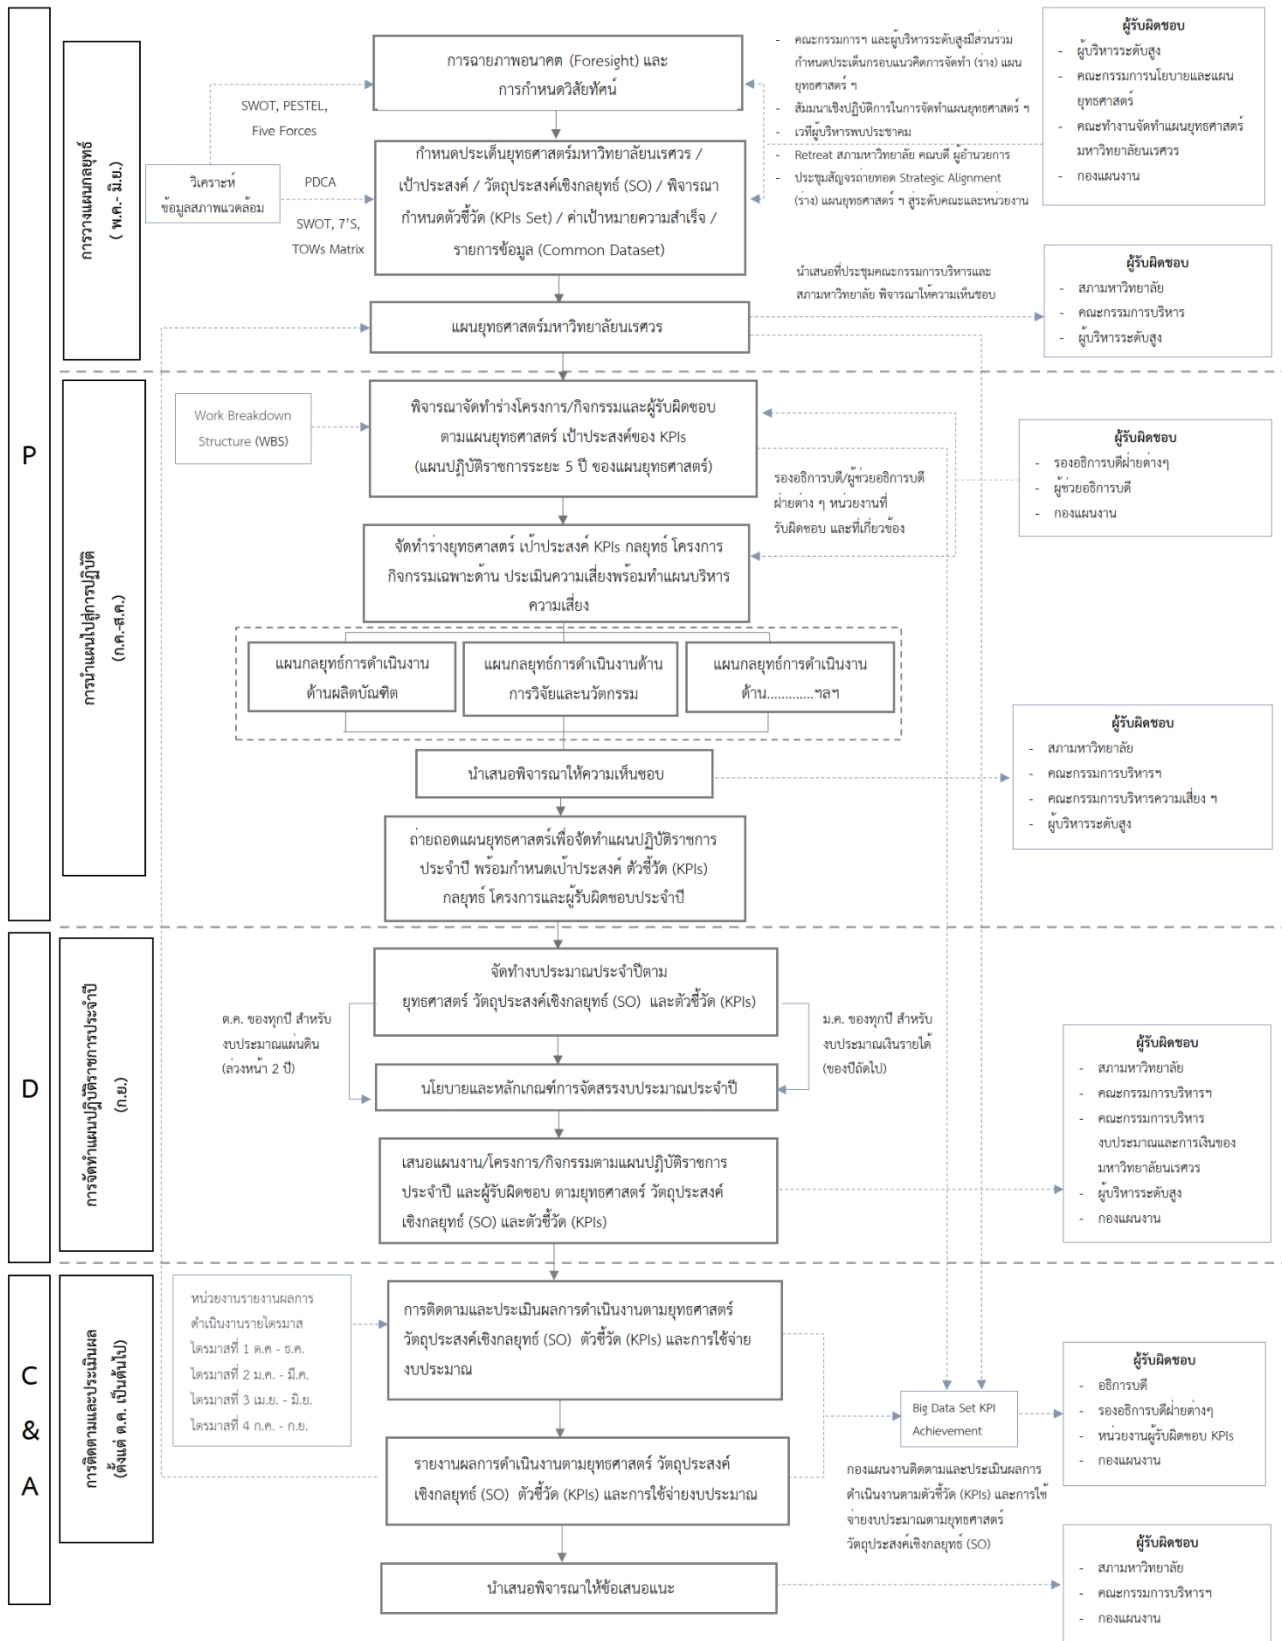 P
การวางแผนกลยุทธ์
( พ.ค.- มิ.ย.)
การฉายภาพอนาคต (Foresight) และ
การกำหนดวิสัยทัศน์
SWOT, PESTEL,
Five Forces
วิเคราะห์
ข้อมูลสภาพแวดล้อม
PDCA
SWOT, 7'S,
TOWs Matrix
กำหนดประเด็นยุทธศาสตร์มหาวิทยาลัยนเรศวร /
เป้าประสงค์ / วัตถุประสงค์เชิงกลยุทธ์ (SO) / พิจารณา
กำหนดตัวชี้วัด (KPIs Set) / ค่าเป้าหมายความสำเร็จ /
รายการข้อมูล (Common Dataset)
- คณะกรรมการฯ และผู้บริหารระดับสูงมีส่วนร่วม
กำหนดประเด็นกรอบแนวคิดการจัดทำ (ร่าง) แผน
ยุทธศาสตร์ ฯ
- สัมมนาเชิงปฏิบัติการในการจัดทำแผนยุทธศาสตร์ ฯ
- เวทีผู้บริหารพบประชาคม
- Retreat สภามหาวิทยาลัย คณบดี ผู้อำนวยการ
- ประชุมสัญจรถ่ายทอด Strategic Alignment
(ร่าง) แผนยุทธศาสตร์ ฯ สู่ระดับคณะและหน่วยงาน
ผู้รับผิดชอบ
- ผู้บริหารระดับสูง
- คณะกรรมการนโยบายและแผน
ยุทธศาสตร์
- คณะทำงานจัดทำแผนยุทธศาสตร์
มหาวิทยาลัยนเรศวร
- กองแผนงาน
แผนยุทธศาสตร์มหาวิทยาลัยนเรศวร
นำเสนอที่ประชุมคณะกรรมการบริหารและ
สภามหาวิทยาลัย พิจารณาให้ความเห็นชอบ
ผู้รับผิดชอบ
- สภามหาวิทยาลัย
- คณะกรรมการบริหาร
- ผู้บริหารระดับสูง
การนำแผนไปสู่การปฏิบัติ
(ก.ค.-ส.ค.)
Work Breakdown
Structure (WBS)
พิจารณาจัดทำร่างโครงการ/กิจกรรมและผู้รับผิดชอบ
ตามแผนยุทธศาสตร์ เป้าประสงค์ของ KPIs
(แผนปฏิบัติราชการระยะ 5 ปี ของแผนยุทธศาสตร์)
รองอธิการบดี/ผู้ช่วยอธิการบดี
ฝ่ายต่าง ๆ หน่วยงานที่
รับผิดชอบ และที่เกี่ยวข้อง
ผู้รับผิดชอบ
- รองอธิการบดีฝ่ายต่างๆ
- ผู้ช่วยอธิการบดี
- กองแผนงาน
จัดทำร่างยุทธศาสตร์ เป้าประสงค์ KPIs กลยุทธ์ โครงการ
กิจกรรมเฉพาะด้าน ประเมินความเสี่ยงพร้อมทำแผนบริหาร
ความเสี่ยง
แผนกลยุทธ์การดำเนินงาน
ด้านผลิตบัณฑิต
แผนกลยุทธ์การดำเนินงานด้าน
การวิจัยและนวัตกรรม
แผนกลยุทธ์การดำเนินงาน
ด้าน.............ฯลฯ
นำเสนอพิจารณาให้ความเห็นชอบ
ผู้รับผิดชอบ
- สภามหาวิทยาลัย
- คณะกรรมการบริหารฯ
- คณะกรรมการบริหารความเสี่ยง ฯ
- ผู้บริหารระดับสูง
ถ่ายถอดแผนยุทธศาสตร์เพื่อจัดทำแผนปฏิบัติราชการ
ประจำปี พร้อมกำหนดเป้าประสงค์ ตัวชี้วัด (KPIs)
กลยุทธ์ โครงการและผู้รับผิดชอบประจำปี
D
การจัดทำแผนปฏิบัติราชการประจำปี
(ก.ย.)
จัดทำงบประมาณประจำปีตาม
ยุทธศาสตร์ วัตถุประสงค์เชิงกลยุทธ์ (SO) และตัวชี้วัด (KPIs)
ต.ค. ของทุกปี สำหรับ
งบประมาณแผ่นดิน
(ล่วงหน้า 2 ปี)
ม.ค. ของทุกปี สำหรับ
งบประมาณเงินรายได้
(ของปีถัดไป)
นโยบายและหลักเกณฑ์การจัดสรรงบประมาณประจำปี
เสนอแผนงาน/โครงการ/กิจกรรมตามแผนปฏิบัติราชการ
ประจำปี และผู้รับผิดชอบ ตามยุทธศาสตร์ วัตถุประสงค์
เชิงกลยุทธ์ (SO) และตัวชี้วัด (KPIs)
ผู้รับผิดชอบ
- สภามหาวิทยาลัย
- คณะกรรมการบริหารฯ
- คณะกรรมการบริหาร
งบประมาณและการเงินของ
มหาวิทยาลัยนเรศวร
- ผู้บริหารระดับสูง
- กองแผนงาน
C
&
A
การติดตามและประเมินผล
(ตั้งแต่ ต.ค. เป็นต้นไป)
หน่วยงานรายงานผลการ
ดำเนินงานรายไตรมาส
ไตรมาสที่ 1 ต.ค - ธ.ค.
ไตรมาสที่ 2 ม.ค. - มี.ค.
ไตรมาสที่ 3 เม.ย. - มิ.ย.
ไตรมาสที่ 4 ก.ค. - ก.ย.
การติดตามและประเมินผลการดำเนินงานตามยุทธศาสตร์
วัตถุประสงค์เชิงกลยุทธ์ (SO) ตัวชี้วัด (KPIs) และการใช้จ่าย
งบประมาณ
Big Data Set KPI
Achievement
ผู้รับผิดชอบ
- อธิการบดี
- รองอธิการบดีฝ่ายต่างๆ
- หน่วยงานผู้รับผิดชอบ KPIs
- กองแผนงาน
รายงานผลการดำเนินงานตามยุทธศาสตร์ วัตถุประสงค์
เชิงกลยุทธ์ (SO) ตัวชี้วัด (KPIs) และการใช้จ่ายงบประมาณ
กองแผนงานติดตามและประเมินผลการ
ดำเนินงานตามตัวชี้วัด (KPIs) และการใช้
จ่ายงบประมาณตามยุทธศาสตร์
วัตถุประสงค์เชิงกลยุทธ์ (SO)
นำเสนอพิจารณาให้ข้อเสนอแนะ
ผู้รับผิดชอบ
- สภามหาวิทยาลัย
- คณะกรรมการบริหารฯ
- กองแผนงาน